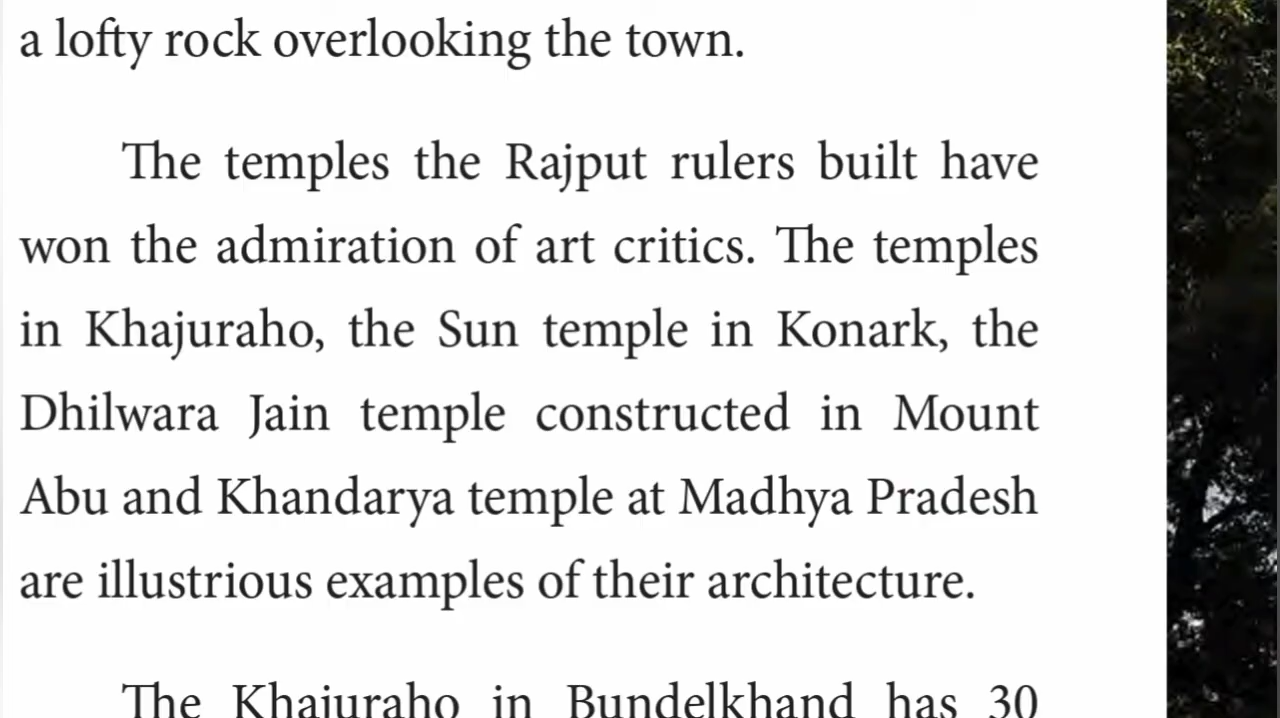 a lofty rock overlooking the town.
The temples the Rajput rulers built have
won the admiration of art critics. The temples
in Khajuraho, the Sun temple in Konark, the
Dhilwara Jain temple constructed in Mount
Abu and Khandarya temple at Madhya Pradesh
are illustrious examples of their architecture.
The Khajuraho in Bundelkhand has 30